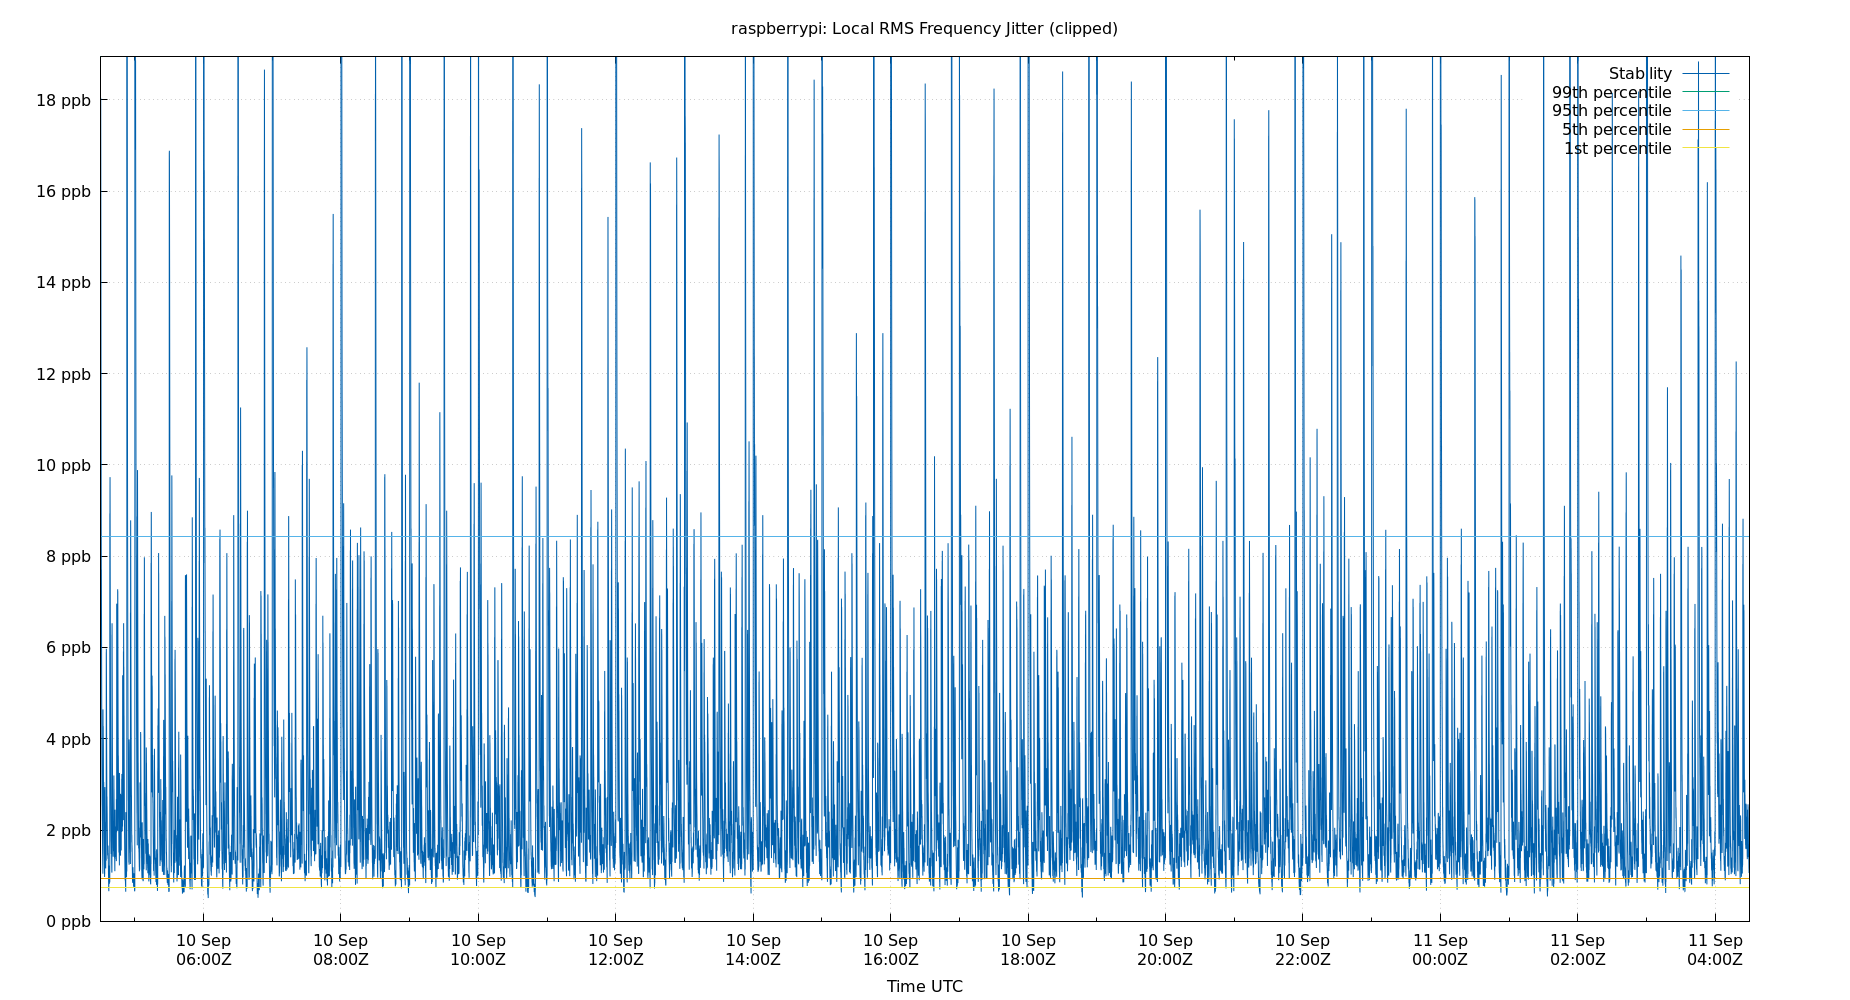 raspberrypi: Local RMS Frequency Jitter (clipped)
Stability
99th percentile
95th percentile
5th percentile
1st percentile
18 ppb
16 ppb
14 ppb
12 ppb
10 ppb
8 ppb
6 ppb
4 ppb
2 ppb
0 ppb
10 Sep 10 Sep 10 Sep 10 Sep 10 Sep 10 Sep 10 Sep 10 Sep 10 Sep 11 Sep 11 Sep 11 Sep
06:00Z 08:00Z 10:00Z 12:00Z 14:00Z 16:00Z 18:00Z 20:00Z 22:00Z 00:00Z 02:00Z 04:00Z
Time UTC